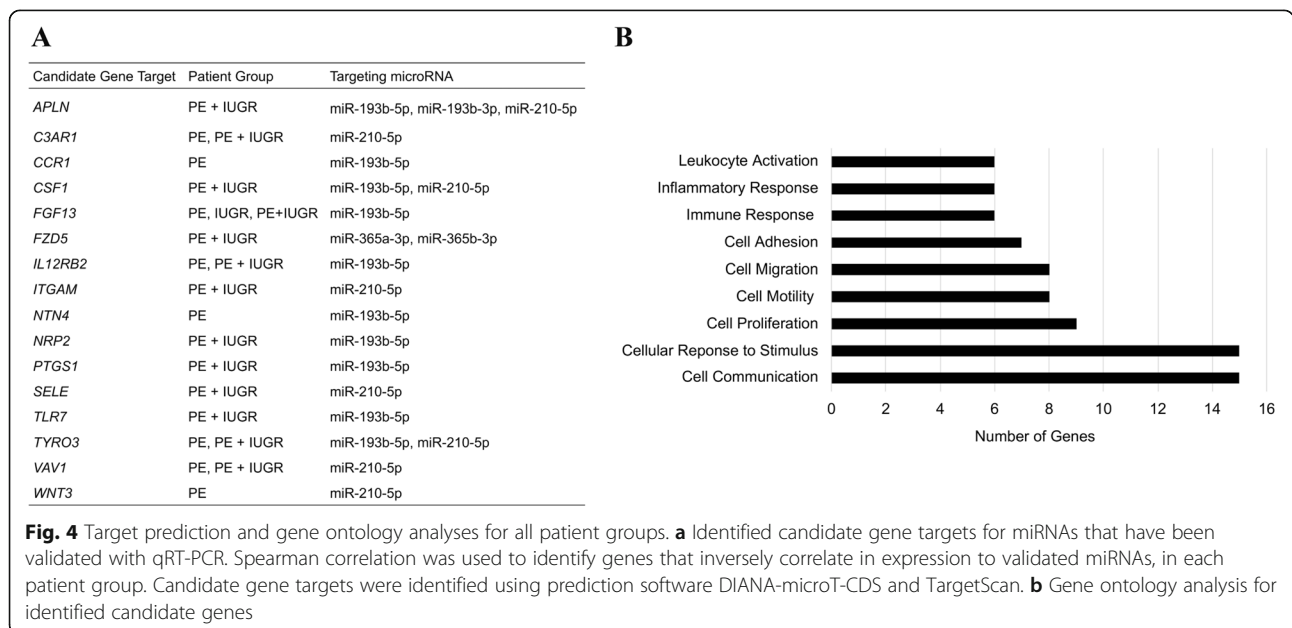 A
Candidate Gene Target Patient Group Targeting microRNA
APLN PE + IUGR miR-193b-5p, miR-193b-3p, miR-210-5p
C3AR1 PE, PE + IUGR miR-210-5p
CCR1 PE miR-193b-5p
CSF1 PE + IUGR miR-193b-5p, miR-210-5p
FGF13 PE, IUGR, PE+IUGR miR-193b-5p
FZD5 PE + IUGR miR-365a-3p, miR-365b-3p
IL12RB2 PE, PE + IUGR miR-193b-5p
ITGAM PE + IUGR miR-210-5p
NTN4 PE miR-193b-5p
NRP2 PE + IUGR miR-193b-5p
PTGS1 PE + IUGR miR-193b-5p
SELE PE + IUGR miR-210-5p
TLR7 PE + IUGR miR-193b-5p
TYRO3 PE, PE + IUGR miR-193b-5p, miR-210-5p
VAV1 PE, PE + IUGR miR-210-5p
WNT3 PE miR-210-5p
B
Leukocyte Activation
Inflammatory Response
Immune Response
Cell Adhesion
Cell Migration
Cell Motility
Cell Proliferation
Cellular Reponse to Stimulus
Cell Communication
0 2 4 6 8 10 12 14 16
Number of Genes
Fig. 4 Target prediction and gene ontology analyses for all patient groups. a Identified candidate gene targets for miRNAs that have been
validated with qRT-PCR. Spearman correlation was used to identify genes that inversely correlate in expression to validated miRNAs, in each
patient group. Candidate gene targets were identified using prediction software DIANA-microT-CDS and TargetScan. b Gene ontology analysis for
identified candidate genes